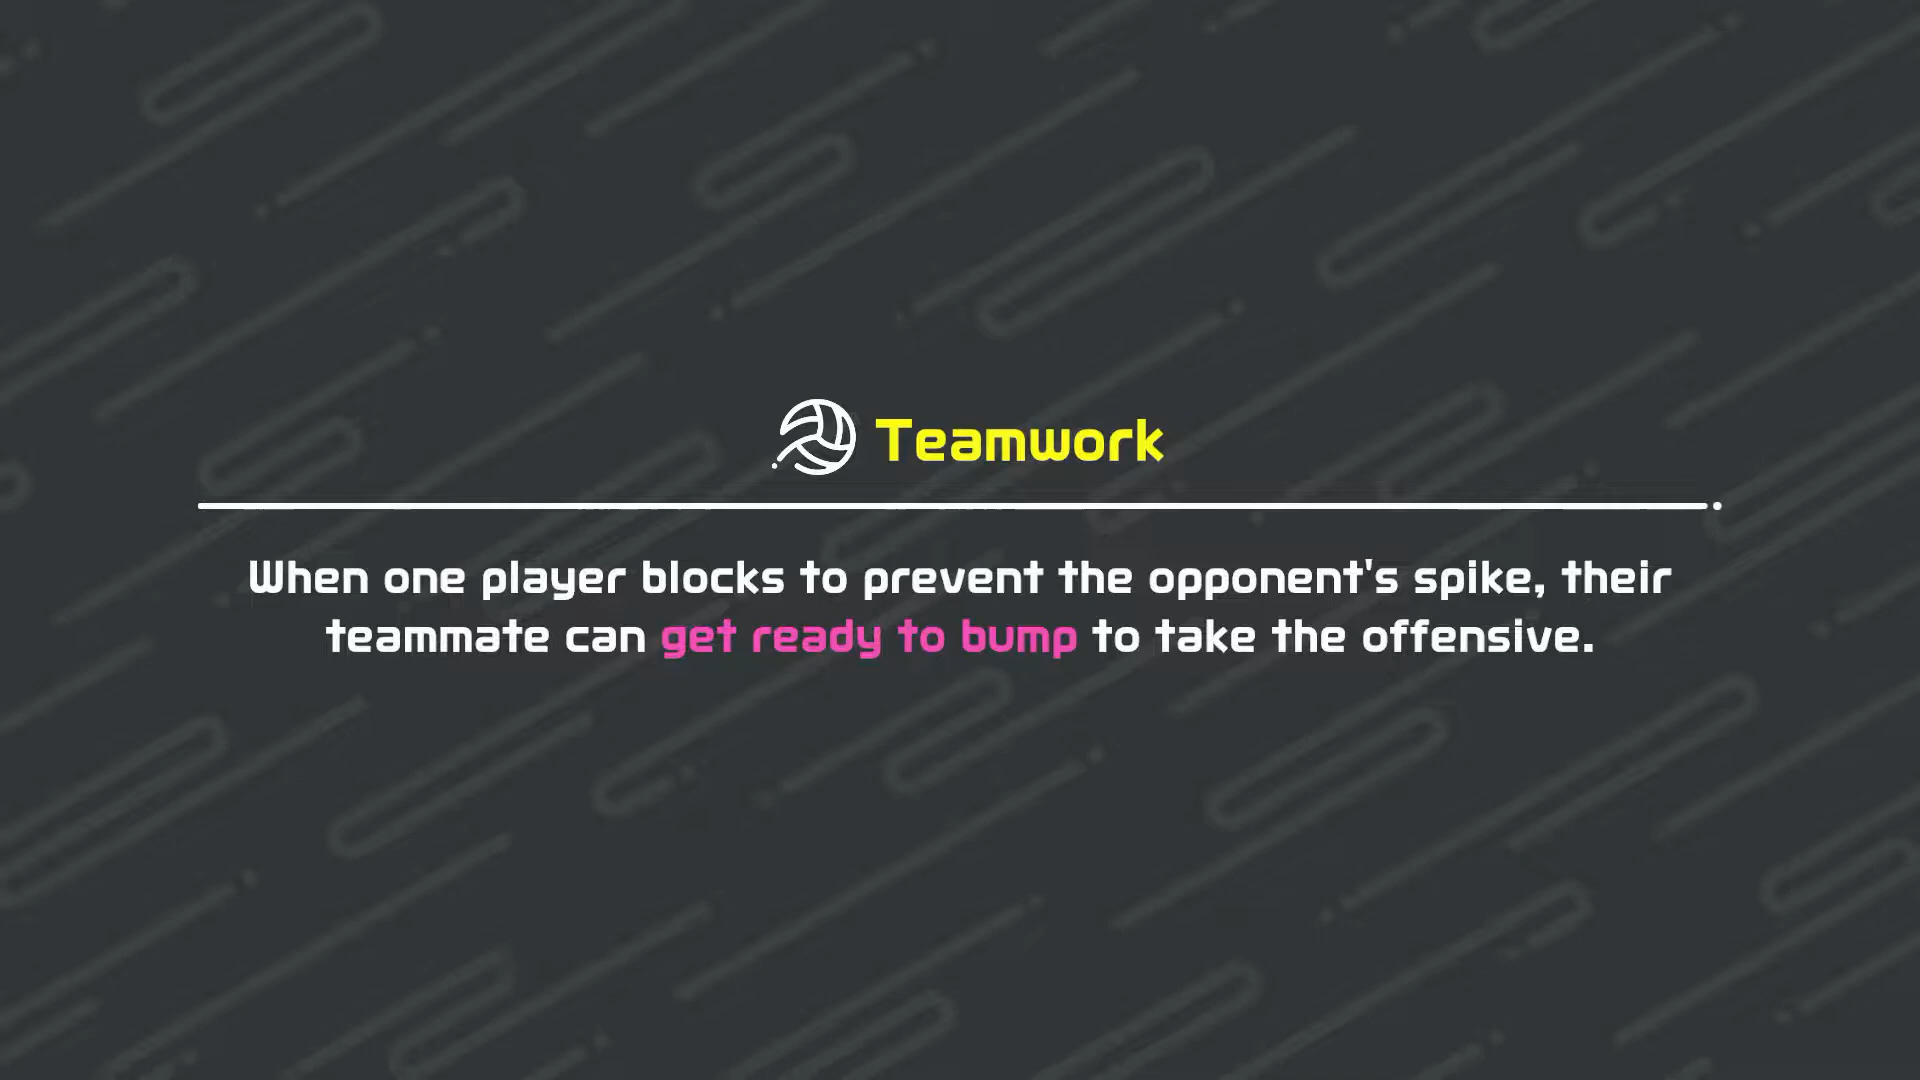 Teamwork
When one player blocks to prevent the opponent's spike, their
teammate can get ready to bump to take the offensive.